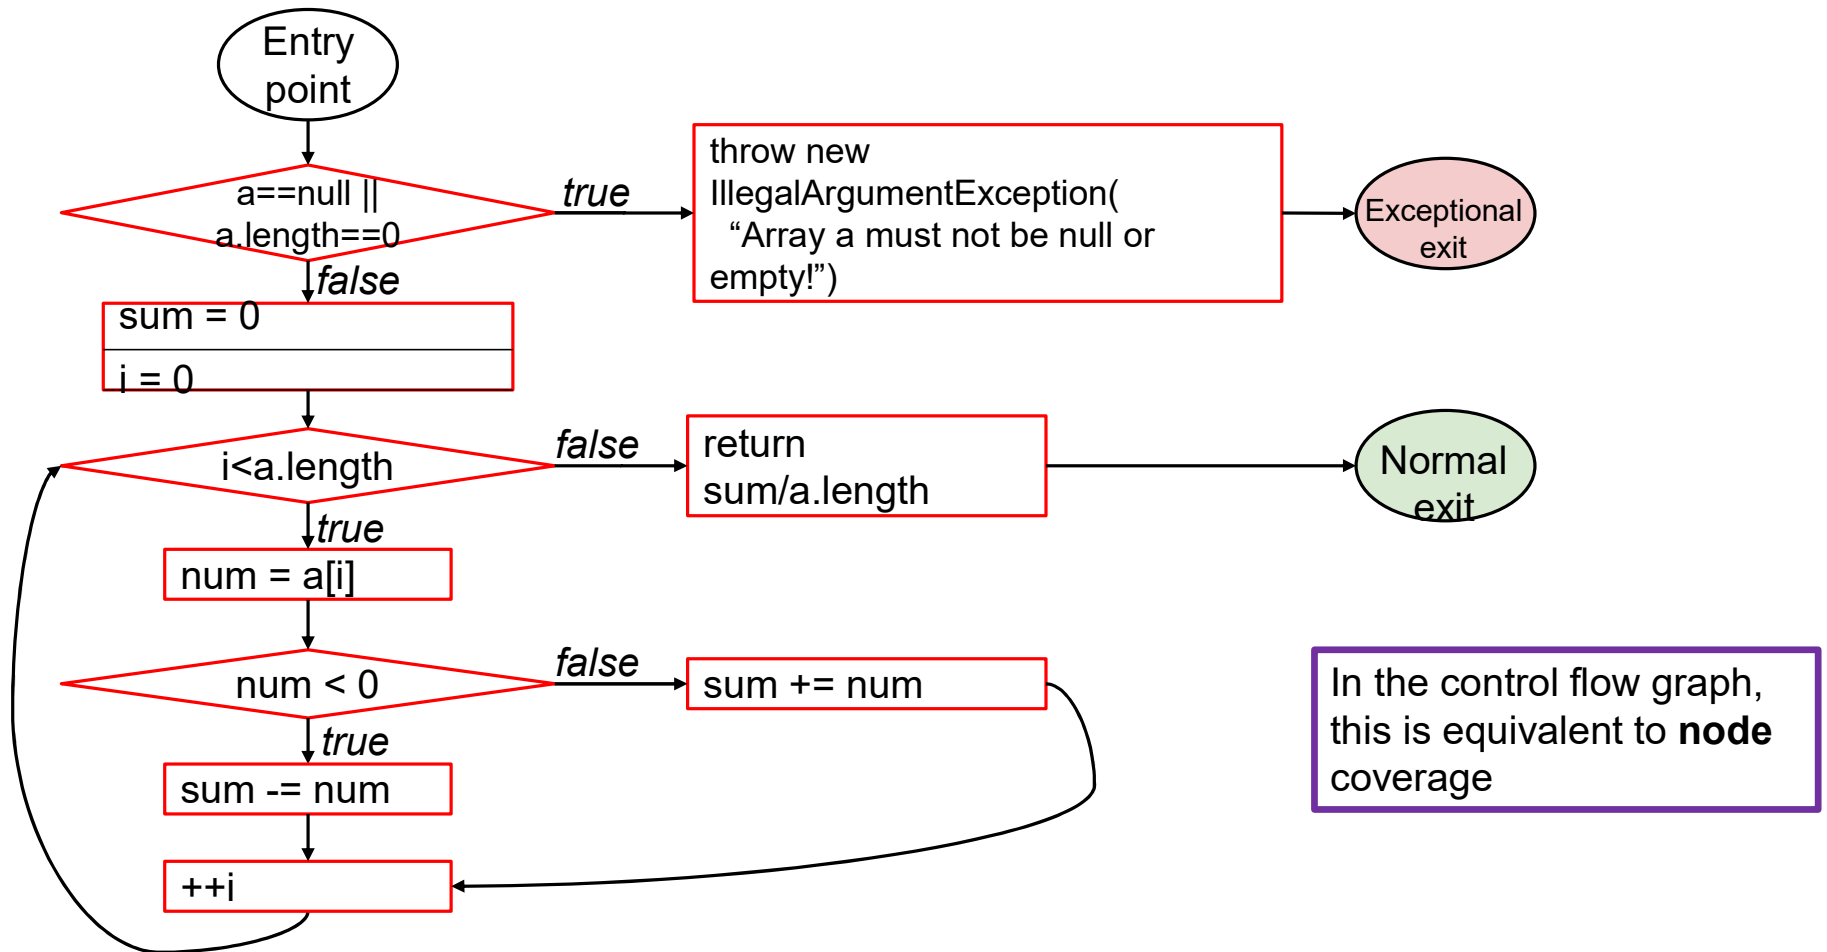 Entry
point
a==null ||
a.length==0
true
throw new
IllegalArgumentException(
“Array a must not be null or
empty!”)
Exceptional
exit
false
sum = 0
i = 0
i<a.length
false
return
sum/a.length
Normal
exit
true
num = a[i]
num < 0
false
sum += num
true
sum -= num
++i
In the control flow graph,
this is equivalent to node
coverage